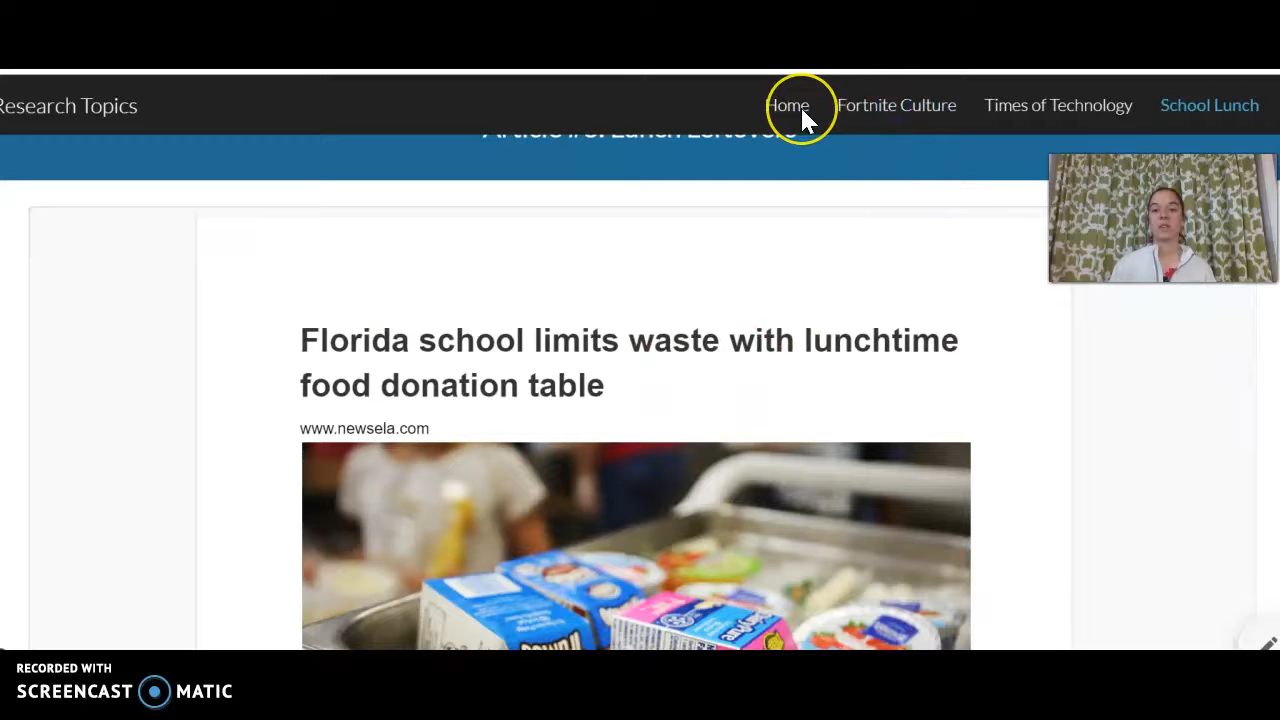 Research Topics
Home
Fortnite Culture
Times of Technology
School Lunch
Florida school limits waste with lunchtime
food donation table
www.newsela.com
RECORDED WITH
SCREENCAST MATIC